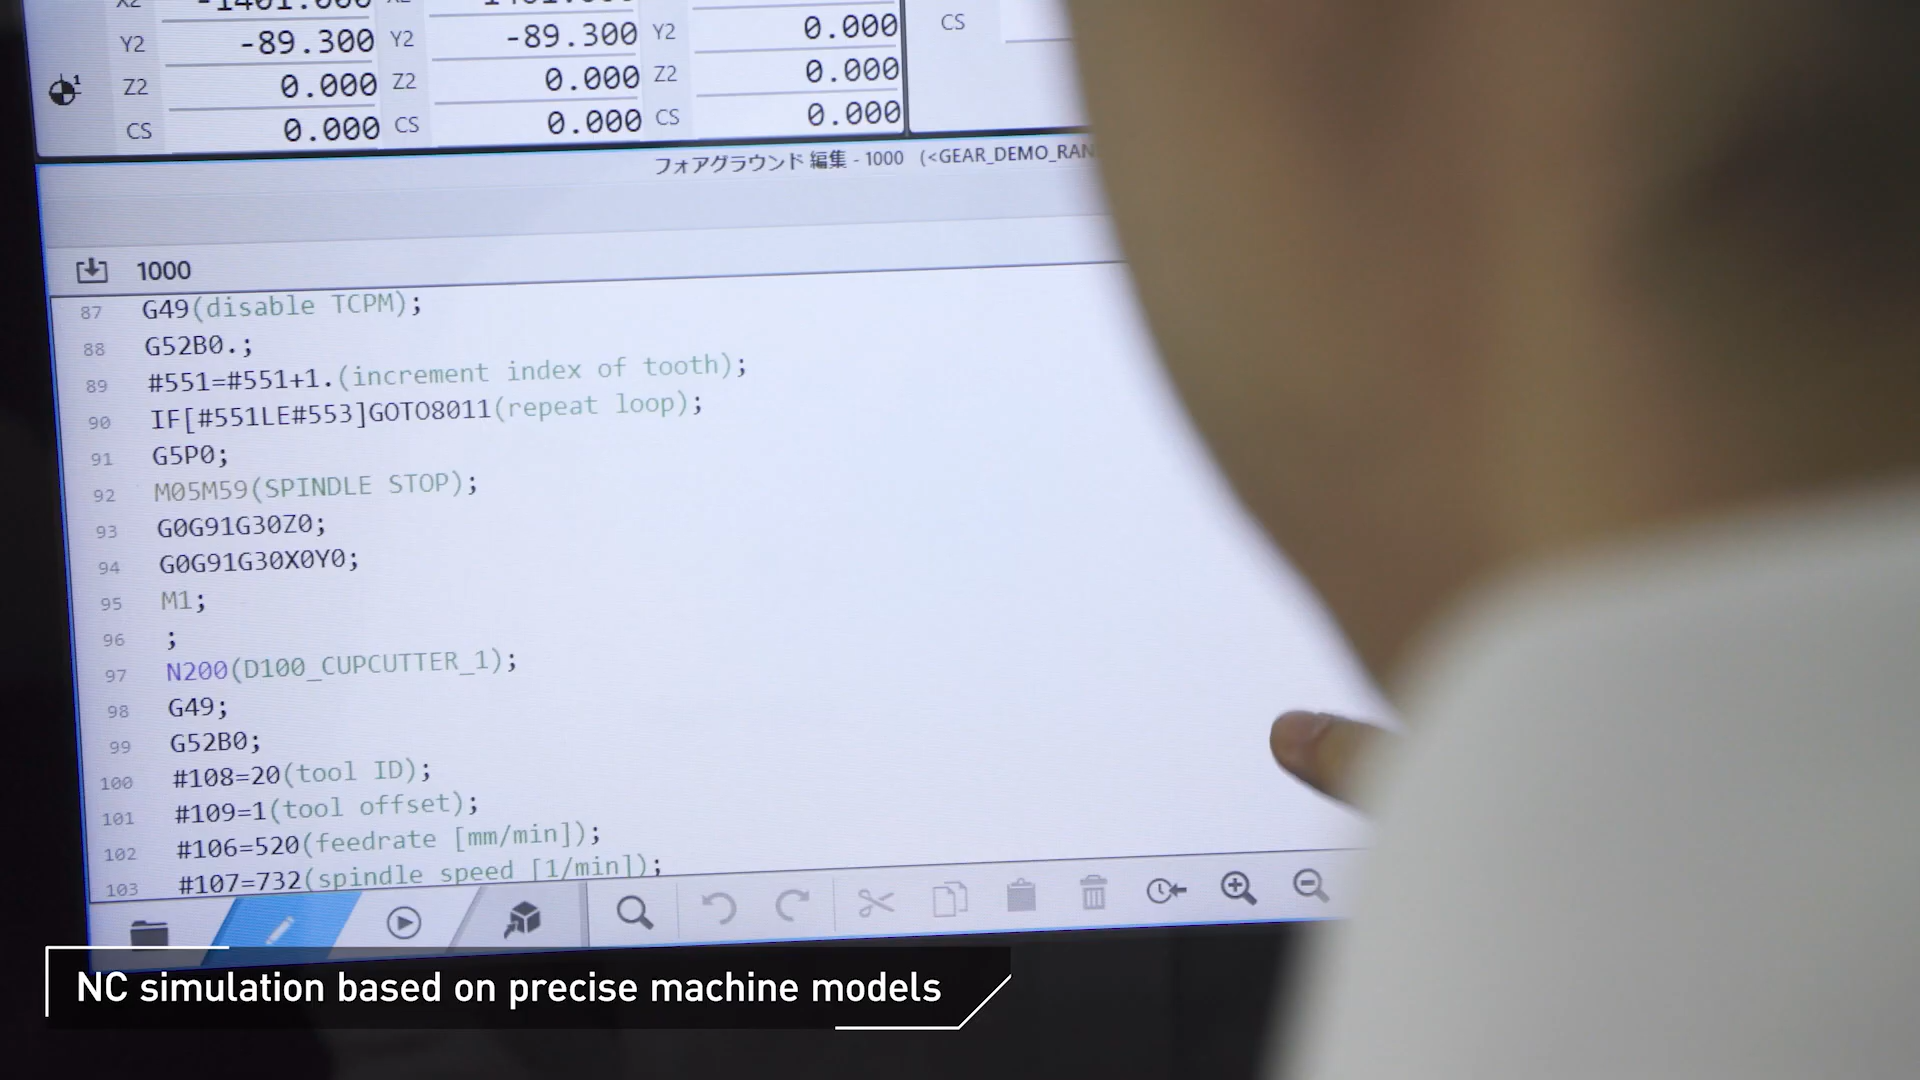 X2 -1401.000 X2
Y2 -89.300 Y2 -89.300 Y2 0.000 CS
1 Z2 0.000 Z2 0.000 Z2 0.000
CS 0.000 CS 0.000 CS 0.000
フォアグラウンド 編集 - 1000 (<GEAR_DEMO_RAN
1000
87 G49(disable TCPM);
88 G52B0.;
89 #551=#551+1.(increment index of tooth);
90 IF[#551LE#553]GOTO8011(repeat loop);
91 G5P0;
92 M05M59(SPINDLE STOP);
93 G0G91G30Z0;
94 G0G91G30X0Y0;
95 M1;
96 ;
97 N200(D100_CUPCUTTER_1);
98 G49;
99 G52B0;
100 #108=20(tool ID);
101 #109=1(tool offset);
102 #106=520(feedrate [mm/min]);
103 #107=732(spindle speed [1/min]);
NC simulation based on precise machine models